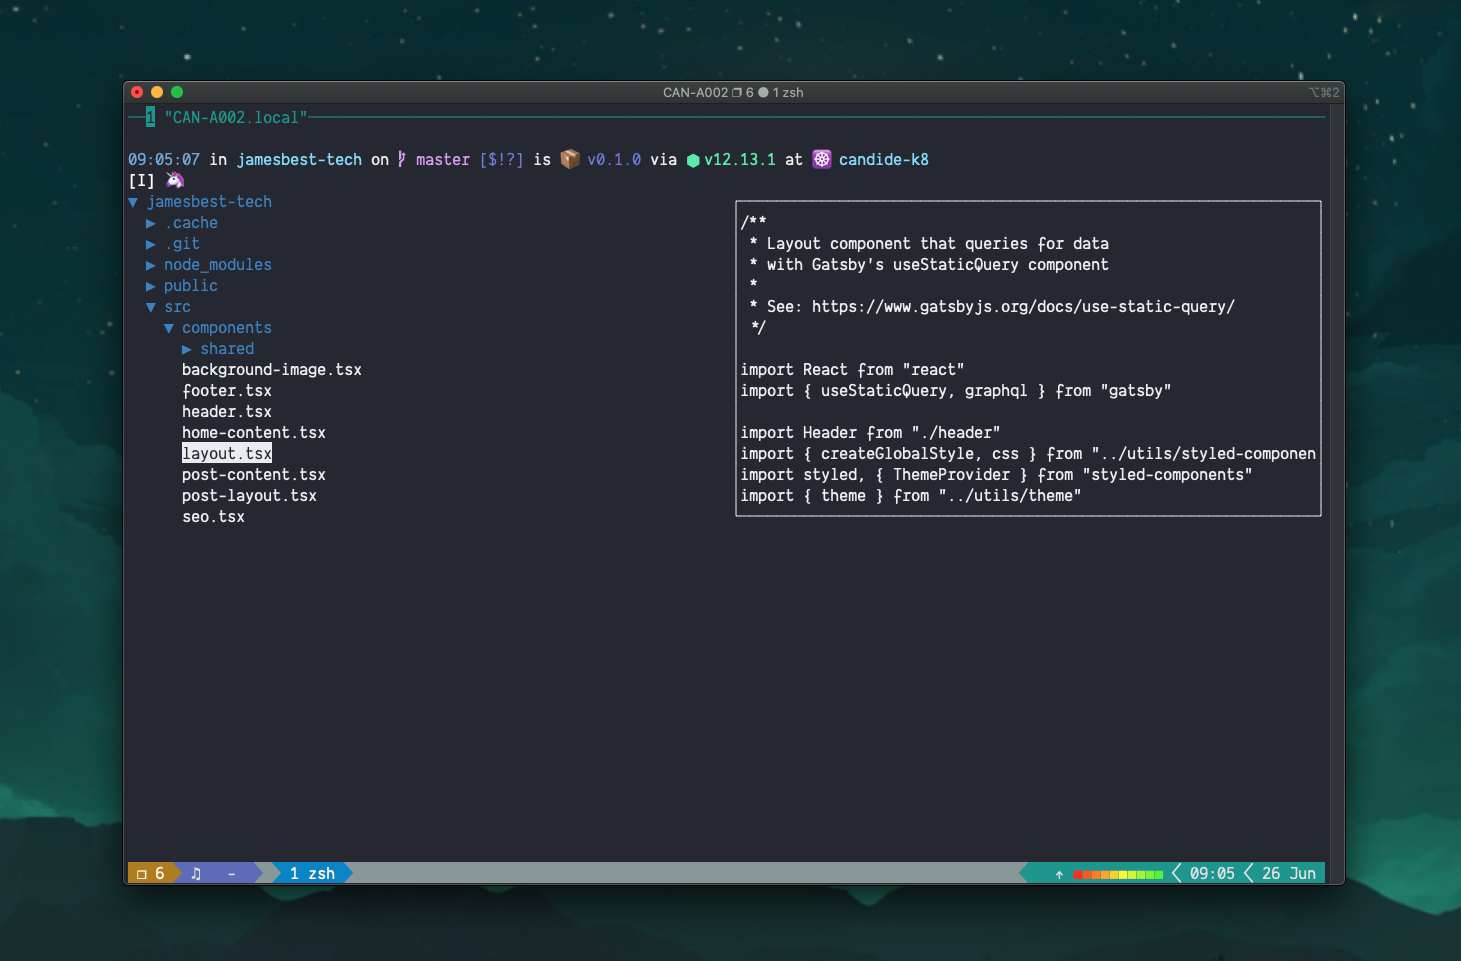 CAN-A002 ❐ 6 ● 1 zsh
⌥⌘2
1 "CAN-A002.local"
09:05:07 in jamesbest-tech on master [$!?] is 📦 v0.1.0 via ⬢ v12.13.1 at ☸ candide-k8
[I] 🦄
▼ jamesbest-tech
▶ .cache
▶ .git
▶ node_modules
▶ public
▼ src
▼ components
▶ shared
background-image.tsx
footer.tsx
header.tsx
home-content.tsx
layout.tsx
post-content.tsx
post-layout.tsx
seo.tsx
/**
* Layout component that queries for data
* with Gatsby's useStaticQuery component
*
* See: https://www.gatsbyjs.org/docs/use-static-query/
*/
import React from "react"
import { useStaticQuery, graphql } from "gatsby"
import Header from "./header"
import { createGlobalStyle, css } from "../utils/styled-componen
import styled, { ThemeProvider } from "styled-components"
import { theme } from "../utils/theme"
❐ 6 ♫ - 1 zsh ↑ 09:05 26 Jun